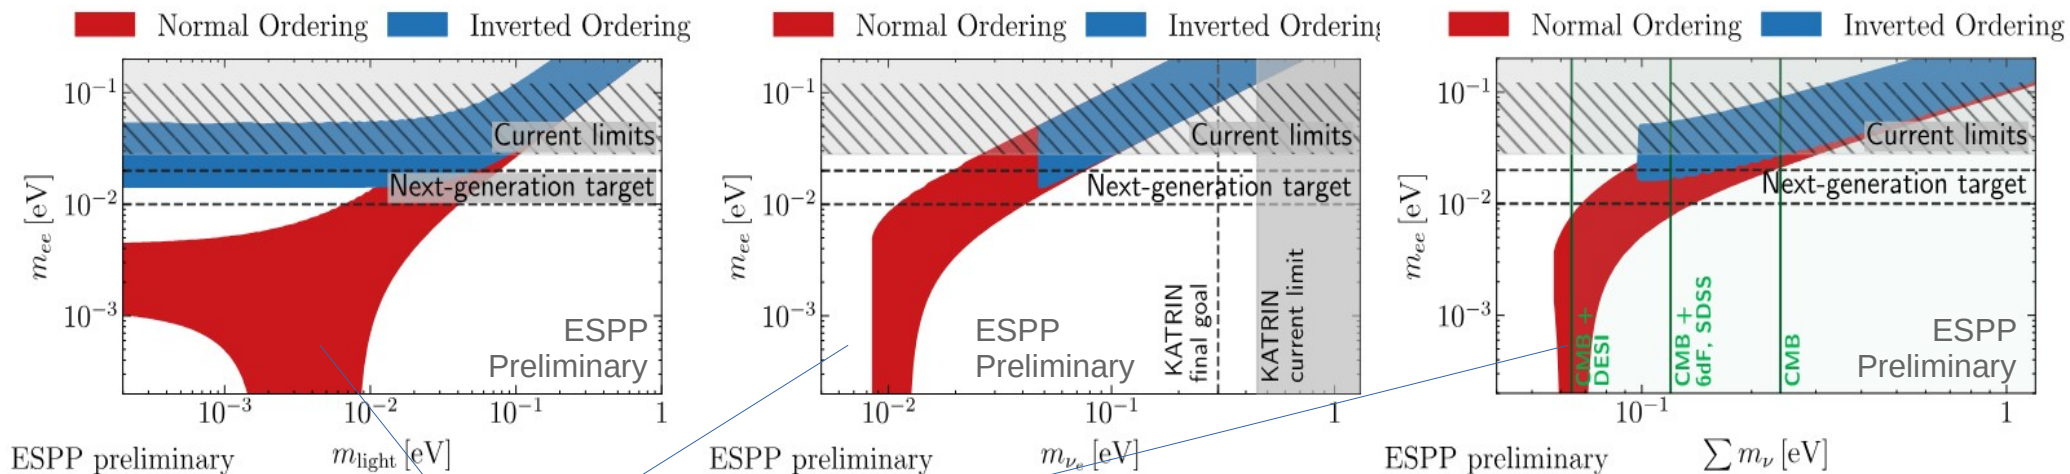 Normal Ordering Inverted Ordering
10⁻¹
10⁻²
10⁻³
m_ee [eV]
Current limits
Next-generation target
ESPP
Preliminary
10⁻³ 10⁻² 10⁻¹ 1
ESPP preliminary
m_light [eV]
Normal Ordering Inverted Ordering
10⁻¹
10⁻²
10⁻³
m_ee [eV]
Current limits
Next-generation target
KATRIN
final goal
KATRIN
current limit
ESPP
Preliminary
10⁻² 10⁻¹ 1
ESPP preliminary
m_νe [eV]
Normal Ordering Inverted Ordering
10⁻¹
10⁻²
10⁻³
m_ee [eV]
Current limits
Next-generation target
CMB +
DESI
CMB +
6dF, SDSS
CMB
ESPP
Preliminary
10⁻¹ 1
ESPP preliminary
∑ m_ν [eV]